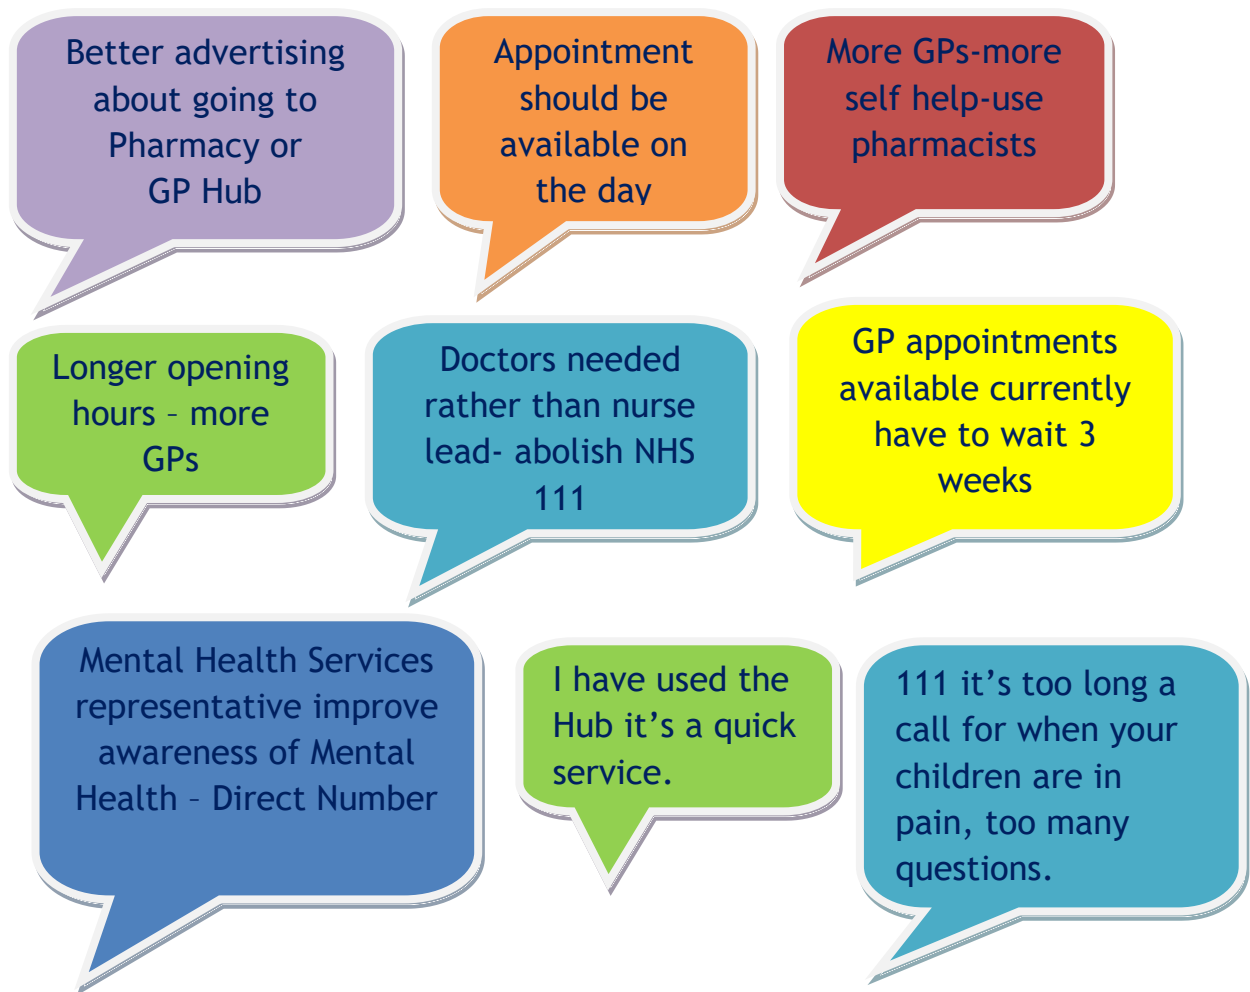 Better advertising
about going to
Pharmacy or
GP Hub
Appointment
should be
available on
the day
More GPs-more
self help-use
pharmacists
Longer opening
hours – more
GPs
Doctors needed
rather than nurse
lead- abolish NHS
111
GP appointments
available currently
have to wait 3
weeks
Mental Health Services
representative improve
awareness of Mental
Health – Direct Number
I have used the
Hub it’s a quick
service.
111 it’s too long a
call for when your
children are in
pain, too many
questions.